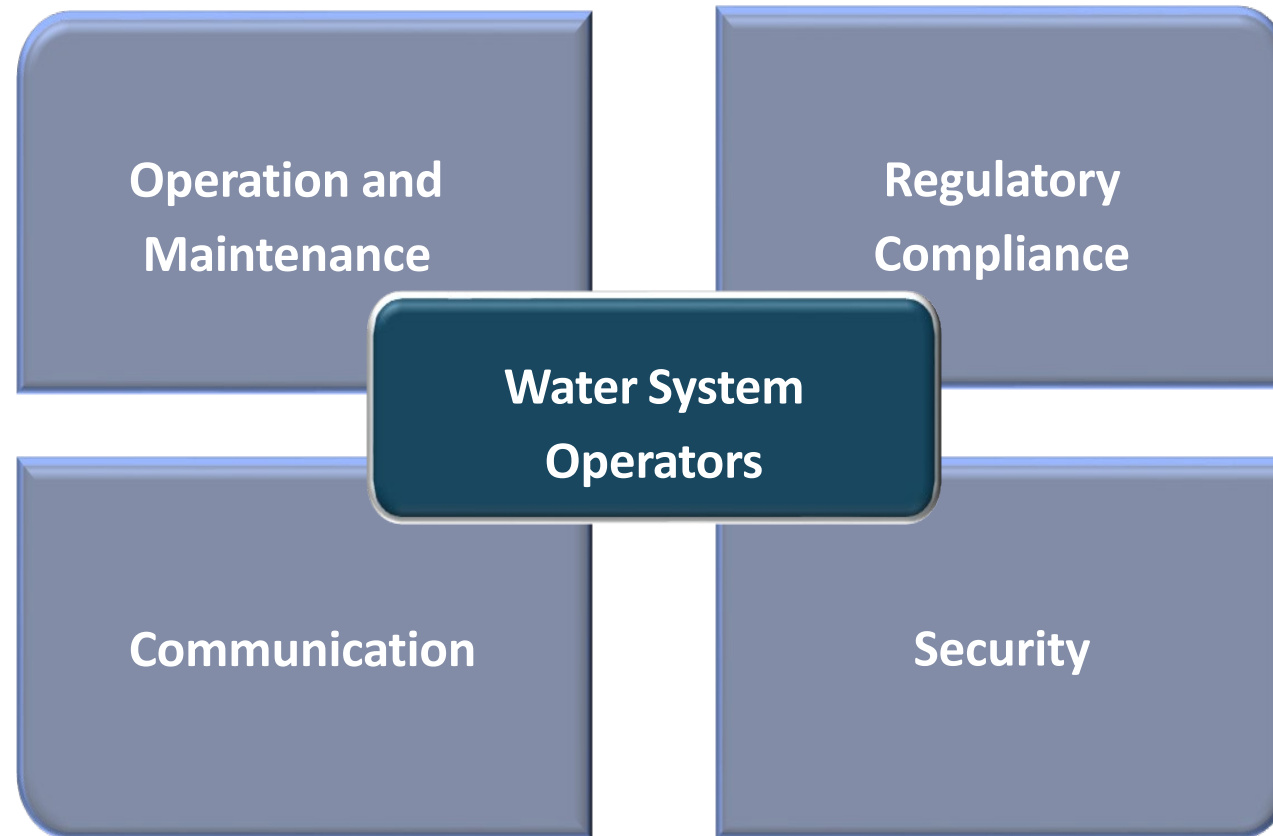 Operation and
Maintenance
Regulatory
Compliance
Water System
Operators
Communication
Security